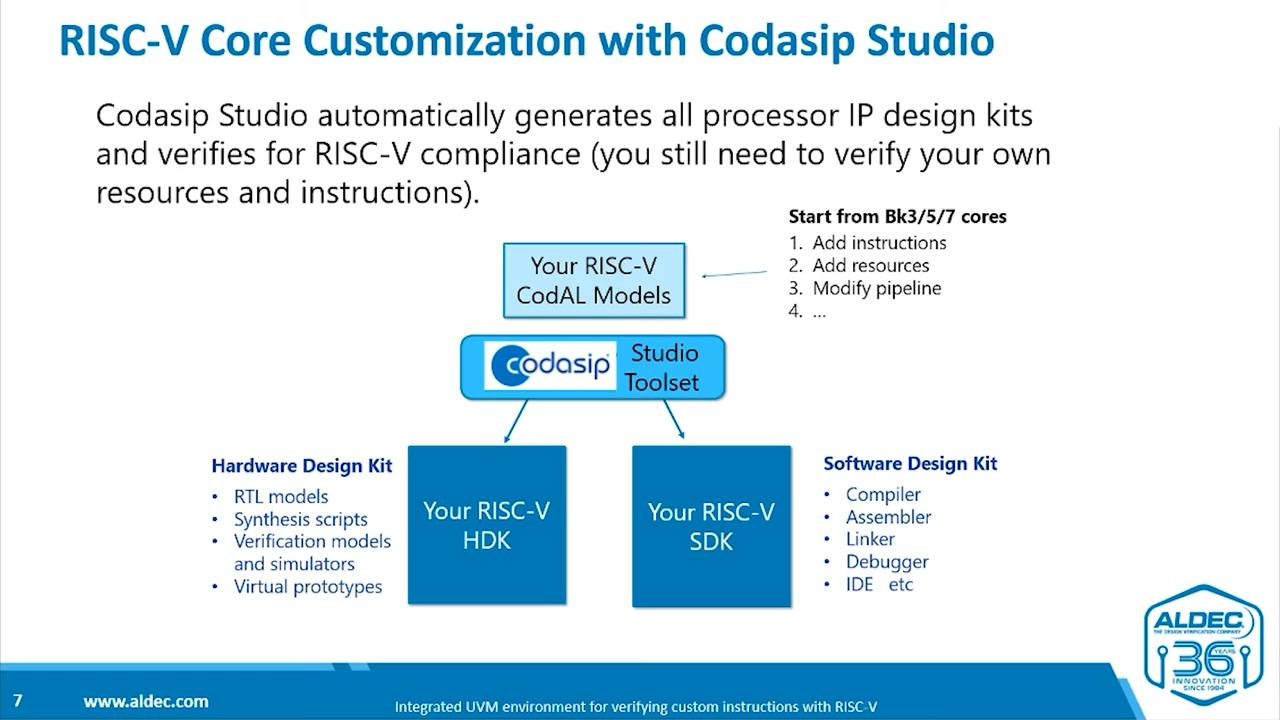 RISC-V Core Customization with Codasip Studio
Codasip Studio automatically generates all processor IP design kits
and verifies for RISC-V compliance (you still need to verify your own
resources and instructions).
Start from Bk3/5/7 cores
1. Add instructions
2. Add resources
3. Modify pipeline
4. ...
Your RISC-V
CodAL Models
codasip
Studio
Toolset
Hardware Design Kit
• RTL models
• Synthesis scripts
• Verification models
and simulators
• Virtual prototypes
Your RISC-V
HDK
Your RISC-V
SDK
Software Design Kit
• Compiler
• Assembler
• Linker
• Debugger
• IDE etc
ALDEC
THE DESIGN VERIFICATION COMPANY
36 YEARS
INNOVATION
SINCE 1984
7
www.aldec.com
Integrated UVM environment for verifying custom instructions with RISC-V